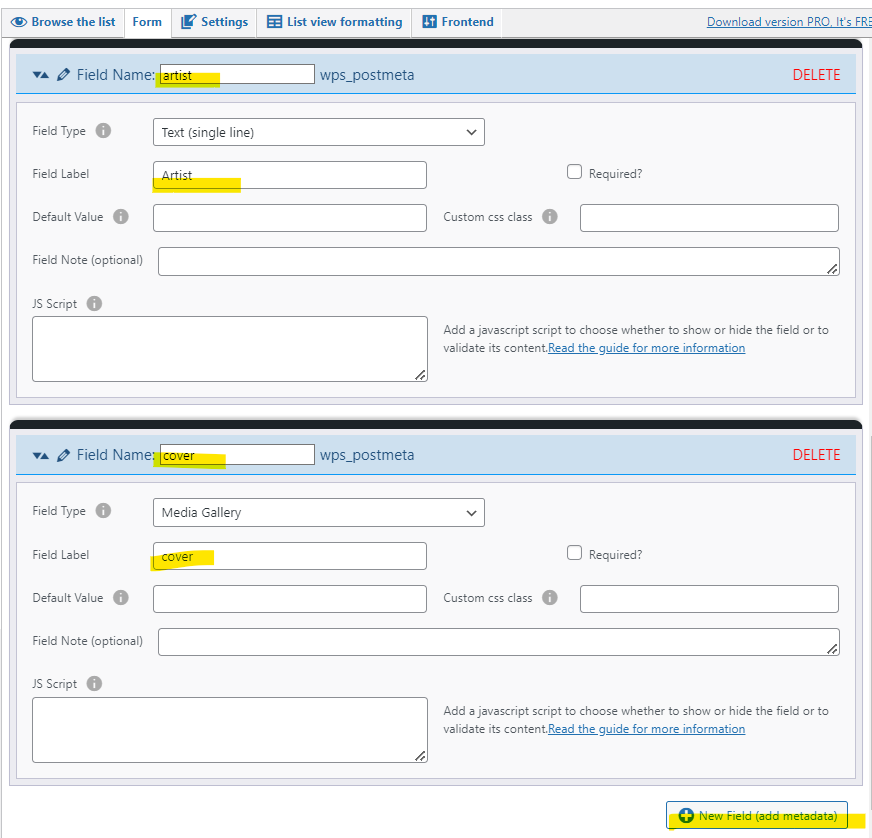 Browse the list Form Settings List view formatting Frontend Download version PRO, It's FRE
Field Name: artist wps_postmeta DELETE
Field Type i Text (single line)
Field Label Artist Required?
Default Value i Custom css class i
Field Note (optional)
JS Script i
Add a javascript script to choose whether to show or hide the field or to
validate its content.Read the guide for more information
Field Name: cover wps_postmeta DELETE
Field Type i Media Gallery
Field Label cover Required?
Default Value i Custom css class i
Field Note (optional)
JS Script i
Add a javascript script to choose whether to show or hide the field or to
validate its content.Read the guide for more information
New Field (add metadata)